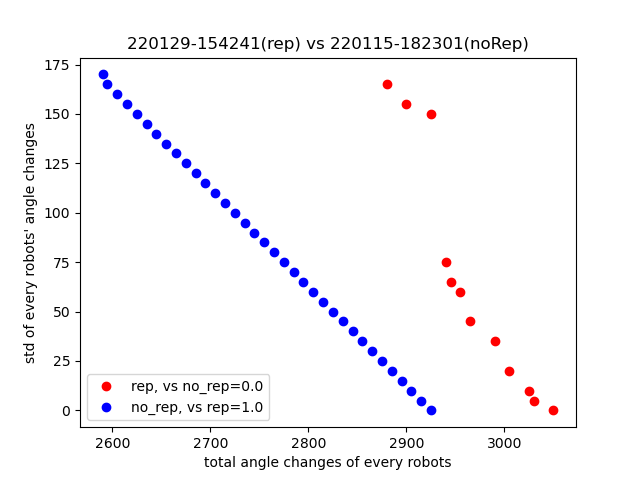 220129-154241(rep) vs 220115-182301(noRep)
std of every robots' angle changes
175
150
125
100
75
50
25
0
rep, vs no_rep=0.0
no_rep, vs rep=1.0
2600 2700 2800 2900 3000
total angle changes of every robots